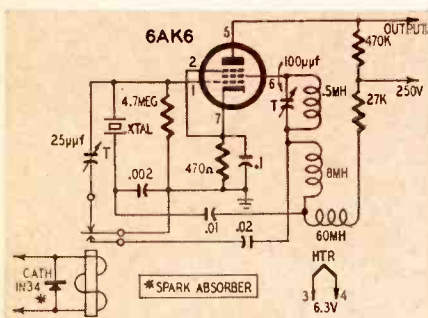 6AK6
5
OUTPUT
470K
2
1
100µµf
6
T
.5MH
250V
4.7MEG
27K
XTAL
7
25µµf
T
.002
470Ω
.1
8MH
.01
.02
60MH
CATH
IN34
*
*SPARK ABSORBER
HTR
3
4
6.3V